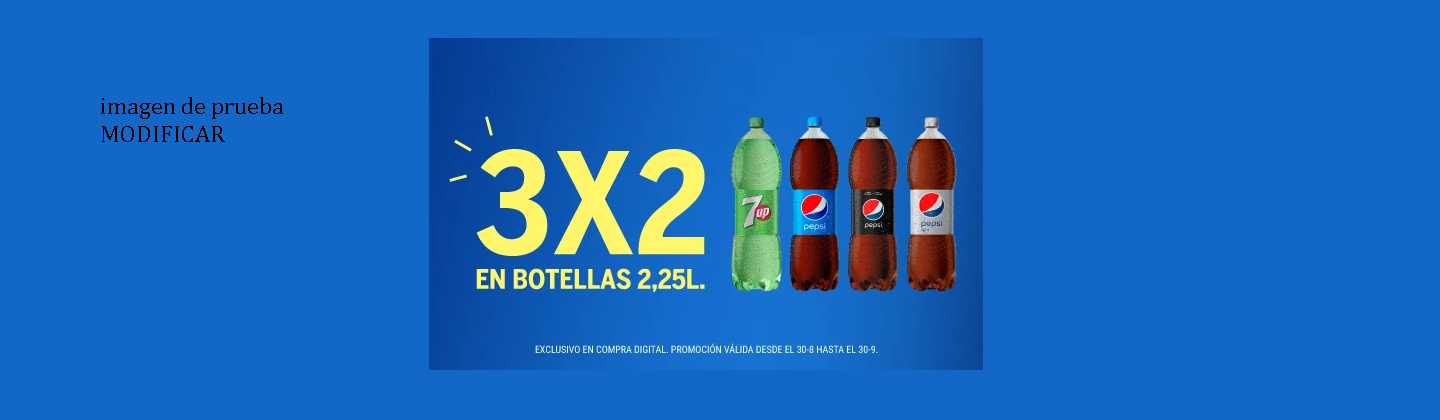 imagen de prueba
MODIFICAR
3X2
EN BOTELLAS 2,25L.
7up
pepsi
pepsi
pepsi
EXCLUSIVO EN COMPRA DIGITAL. PROMOCIÓN VÁLIDA DESDE EL 30-8 HASTA EL 30-9.